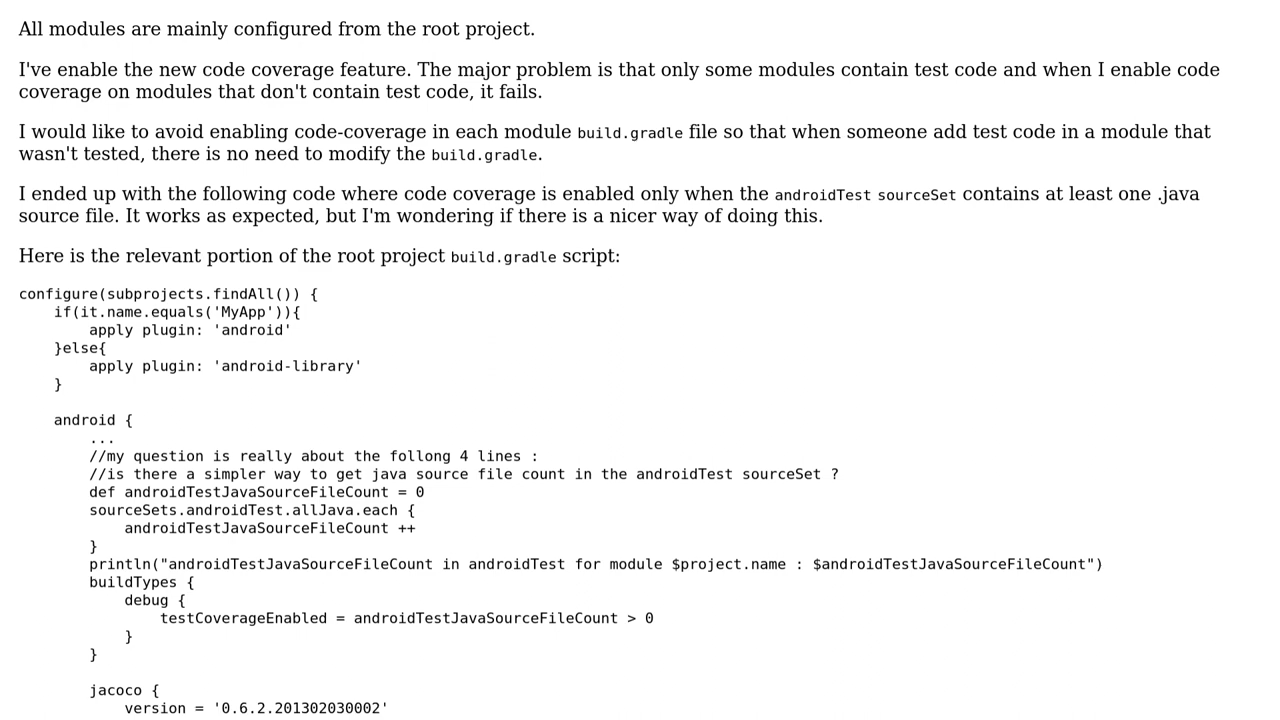 All modules are mainly configured from the root project.
I've enable the new code coverage feature. The major problem is that only some modules contain test code and when I enable code
coverage on modules that don't contain test code, it fails.
I would like to avoid enabling code-coverage in each module build.gradle file so that when someone add test code in a module that
wasn't tested, there is no need to modify the build.gradle.
I ended up with the following code where code coverage is enabled only when the androidTest sourceSet contains at least one .java
source file. It works as expected, but I'm wondering if there is a nicer way of doing this.
Here is the relevant portion of the root project build.gradle script:
configure(subprojects.findAll()) {
    if(it.name.equals('MyApp')){
        apply plugin: 'android'
    }else{
        apply plugin: 'android-library'
    }
    android {
        ...
        //my question is really about the follong 4 lines :
        //is there a simpler way to get java source file count in the androidTest sourceSet ?
        def androidTestJavaSourceFileCount = 0
        sourceSets.androidTest.allJava.each {
            androidTestJavaSourceFileCount ++
        }
        println("androidTestJavaSourceFileCount in androidTest for module $project.name : $androidTestJavaSourceFileCount")
        buildTypes {
            debug {
                testCoverageEnabled = androidTestJavaSourceFileCount > 0
            }
        }
        jacoco {
            version = '0.6.2.201302030002'